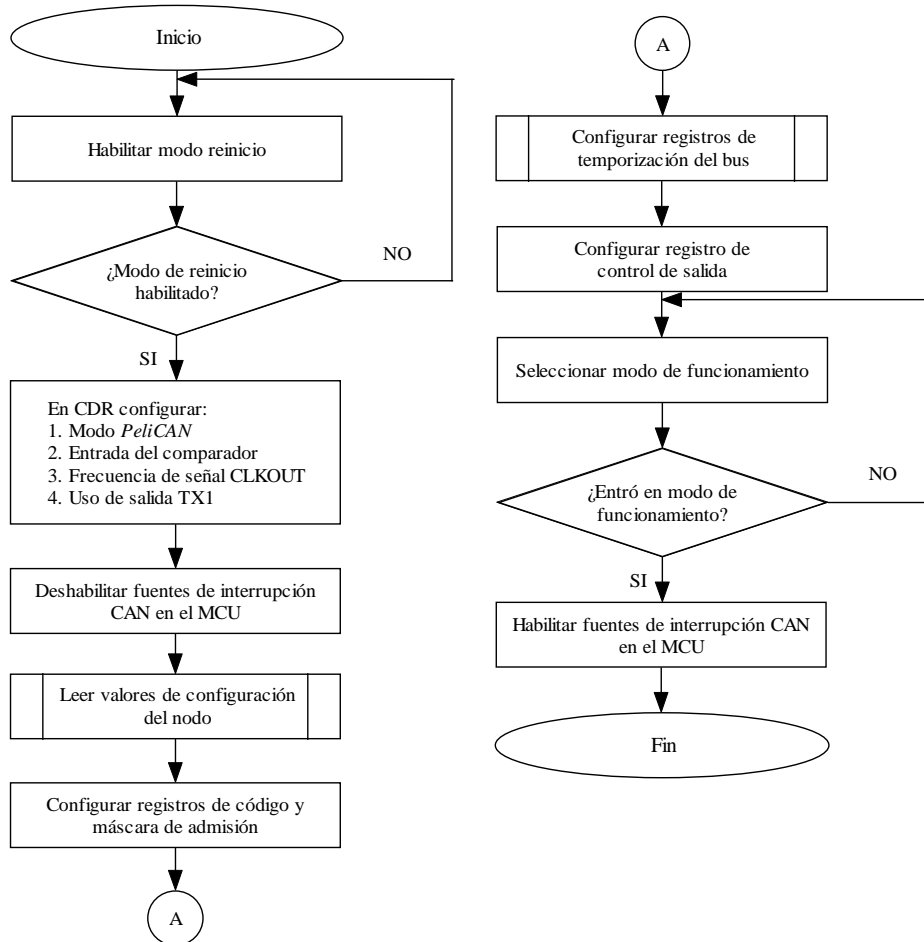 Inicio
Habilitar modo reinicio
¿Modo de reinicio
habilitado?
NO
SI
En CDR configurar:
1. Modo PeliCAN
2. Entrada del comparador
3. Frecuencia de señal CLKOUT
4. Uso de salida TX1
Deshabilitar fuentes de interrupción
CAN en el MCU
Leer valores de configuración
del nodo
Configurar registros de código y
máscara de admisión
A
A
Configurar registros de
temporización del bus
Configurar registro de
control de salida
Seleccionar modo de funcionamiento
¿Entró en modo de
funcionamiento?
NO
SI
Habilitar fuentes de interrupción CAN
en el MCU
Fin